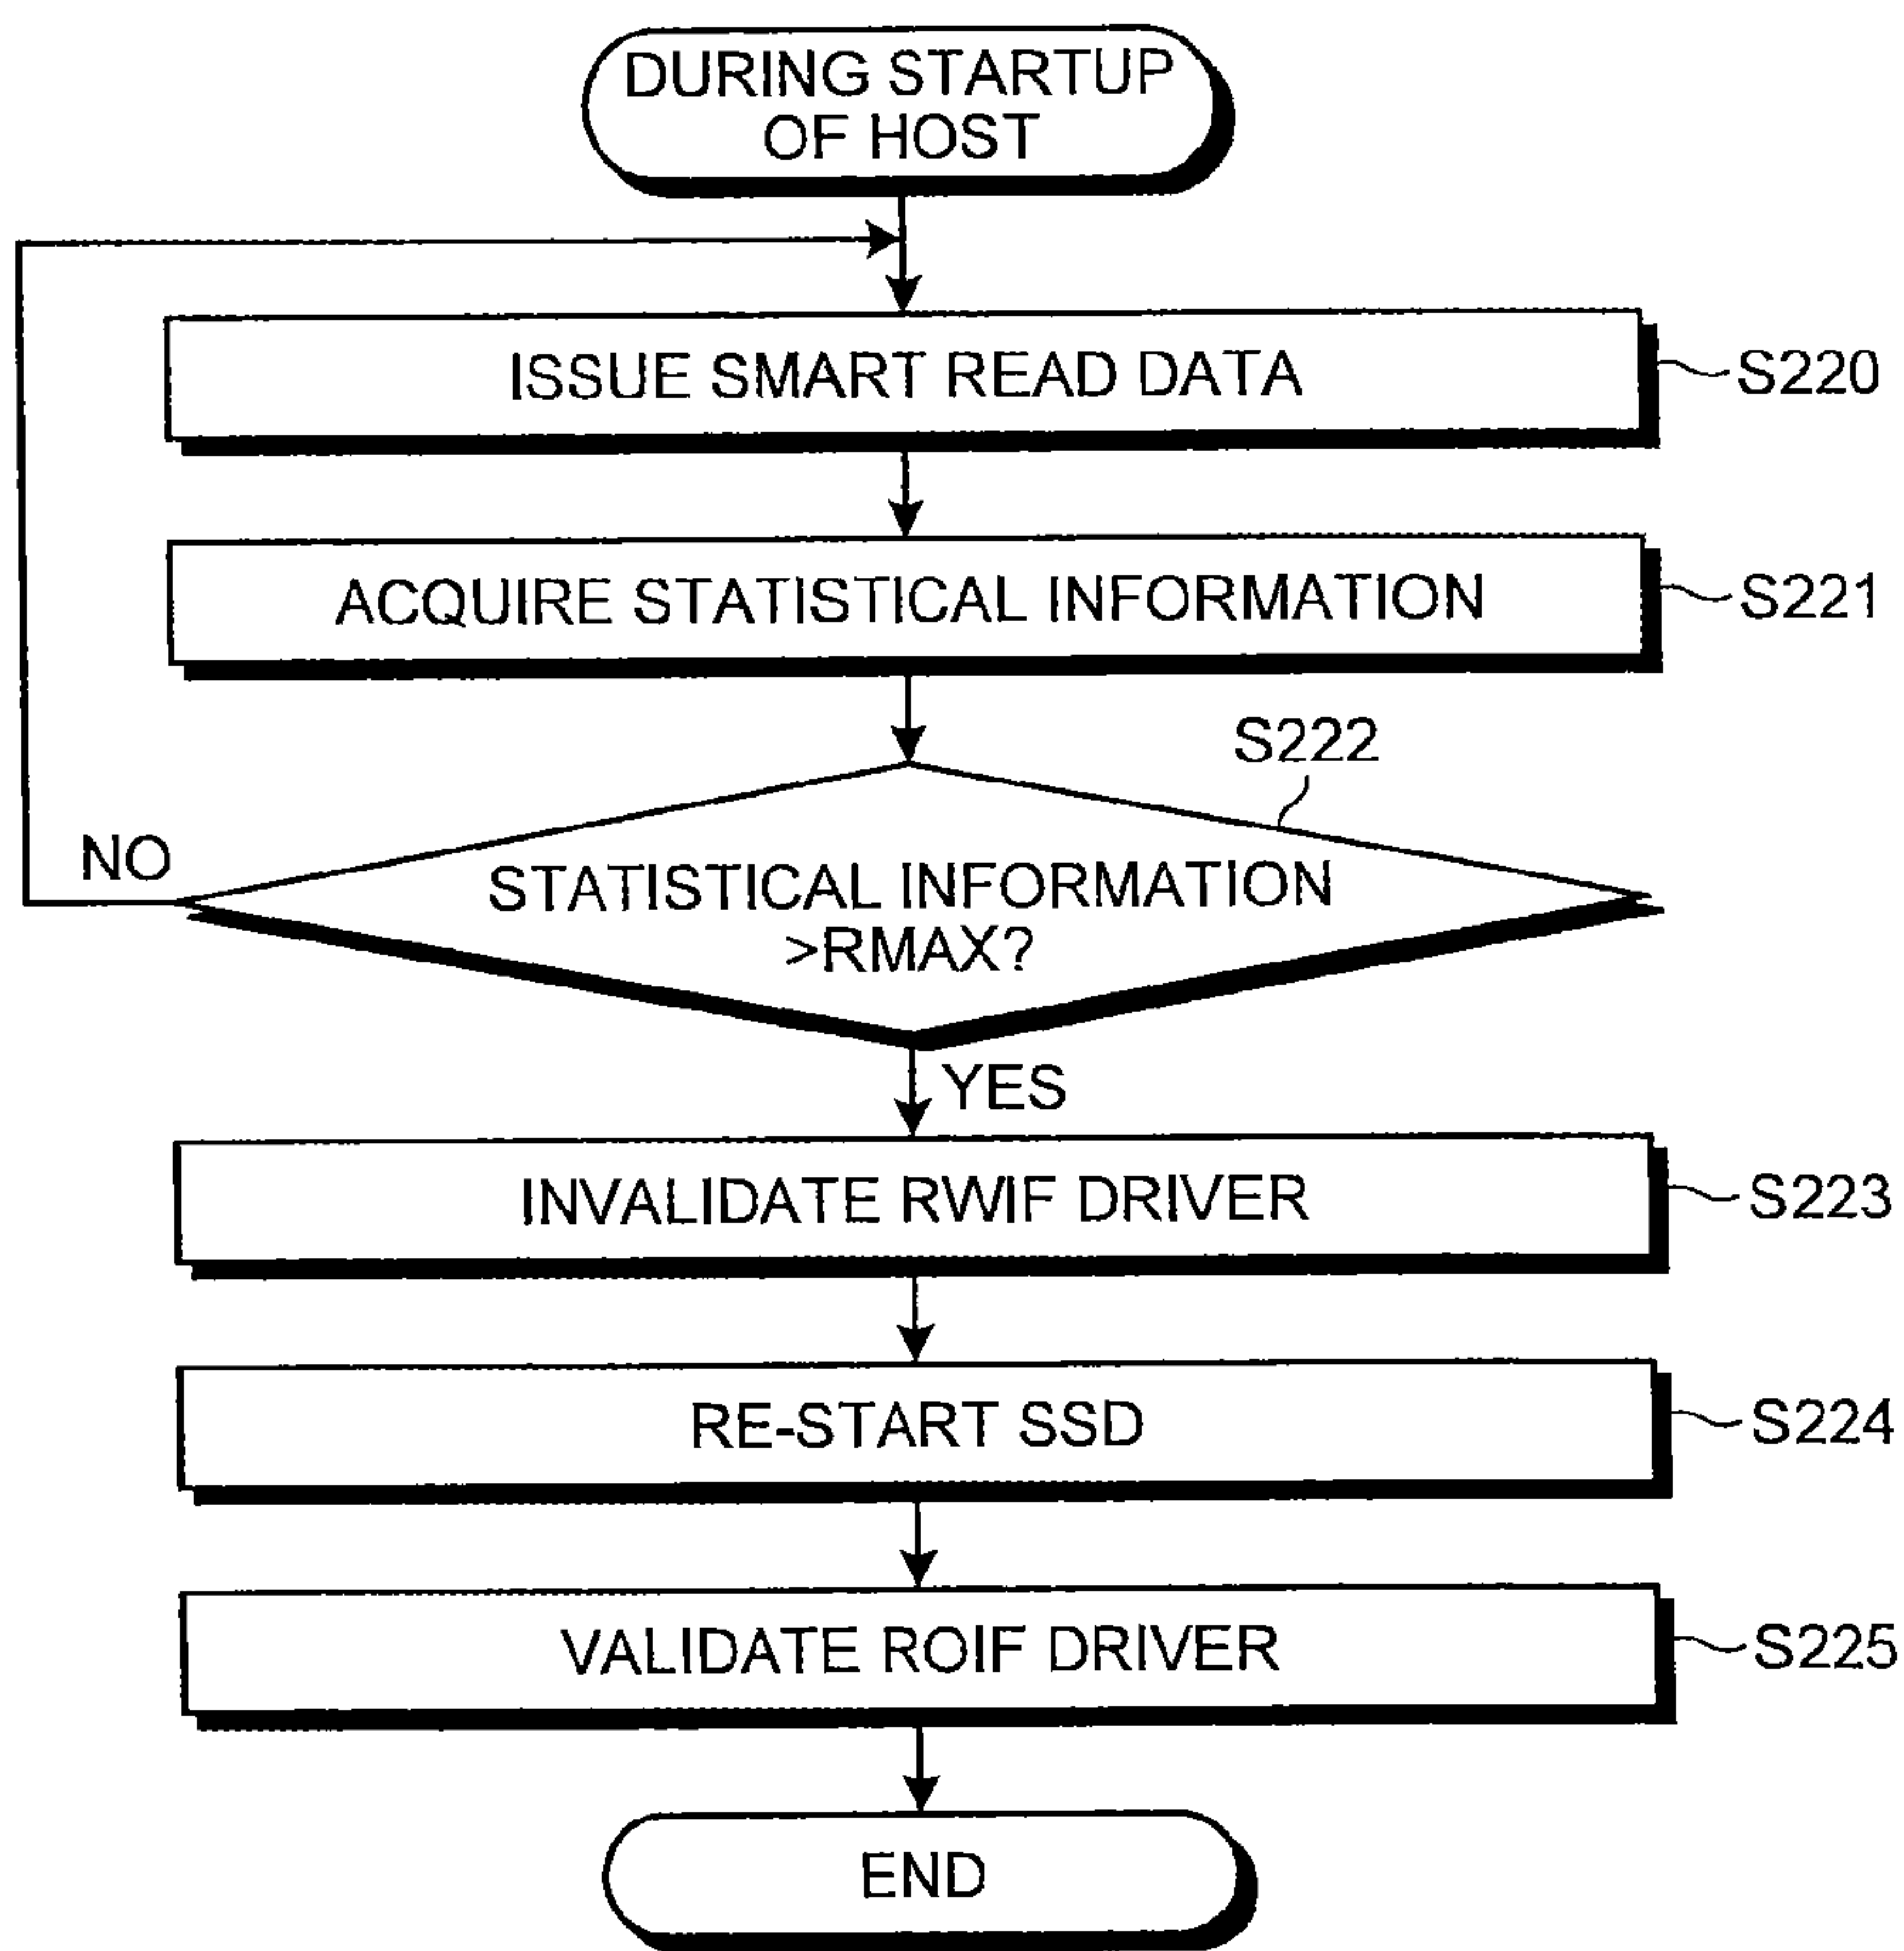 DURING STARTUP
OF HOST
ISSUE SMART READ DATA
S220
ACQUIRE STATISTICAL INFORMATION
S221
S222
NO
STATISTICAL INFORMATION
>RMAX?
YES
INVALIDATE RWIF DRIVER
S223
RE-START SSD
S224
VALIDATE ROIF DRIVER
S225
END